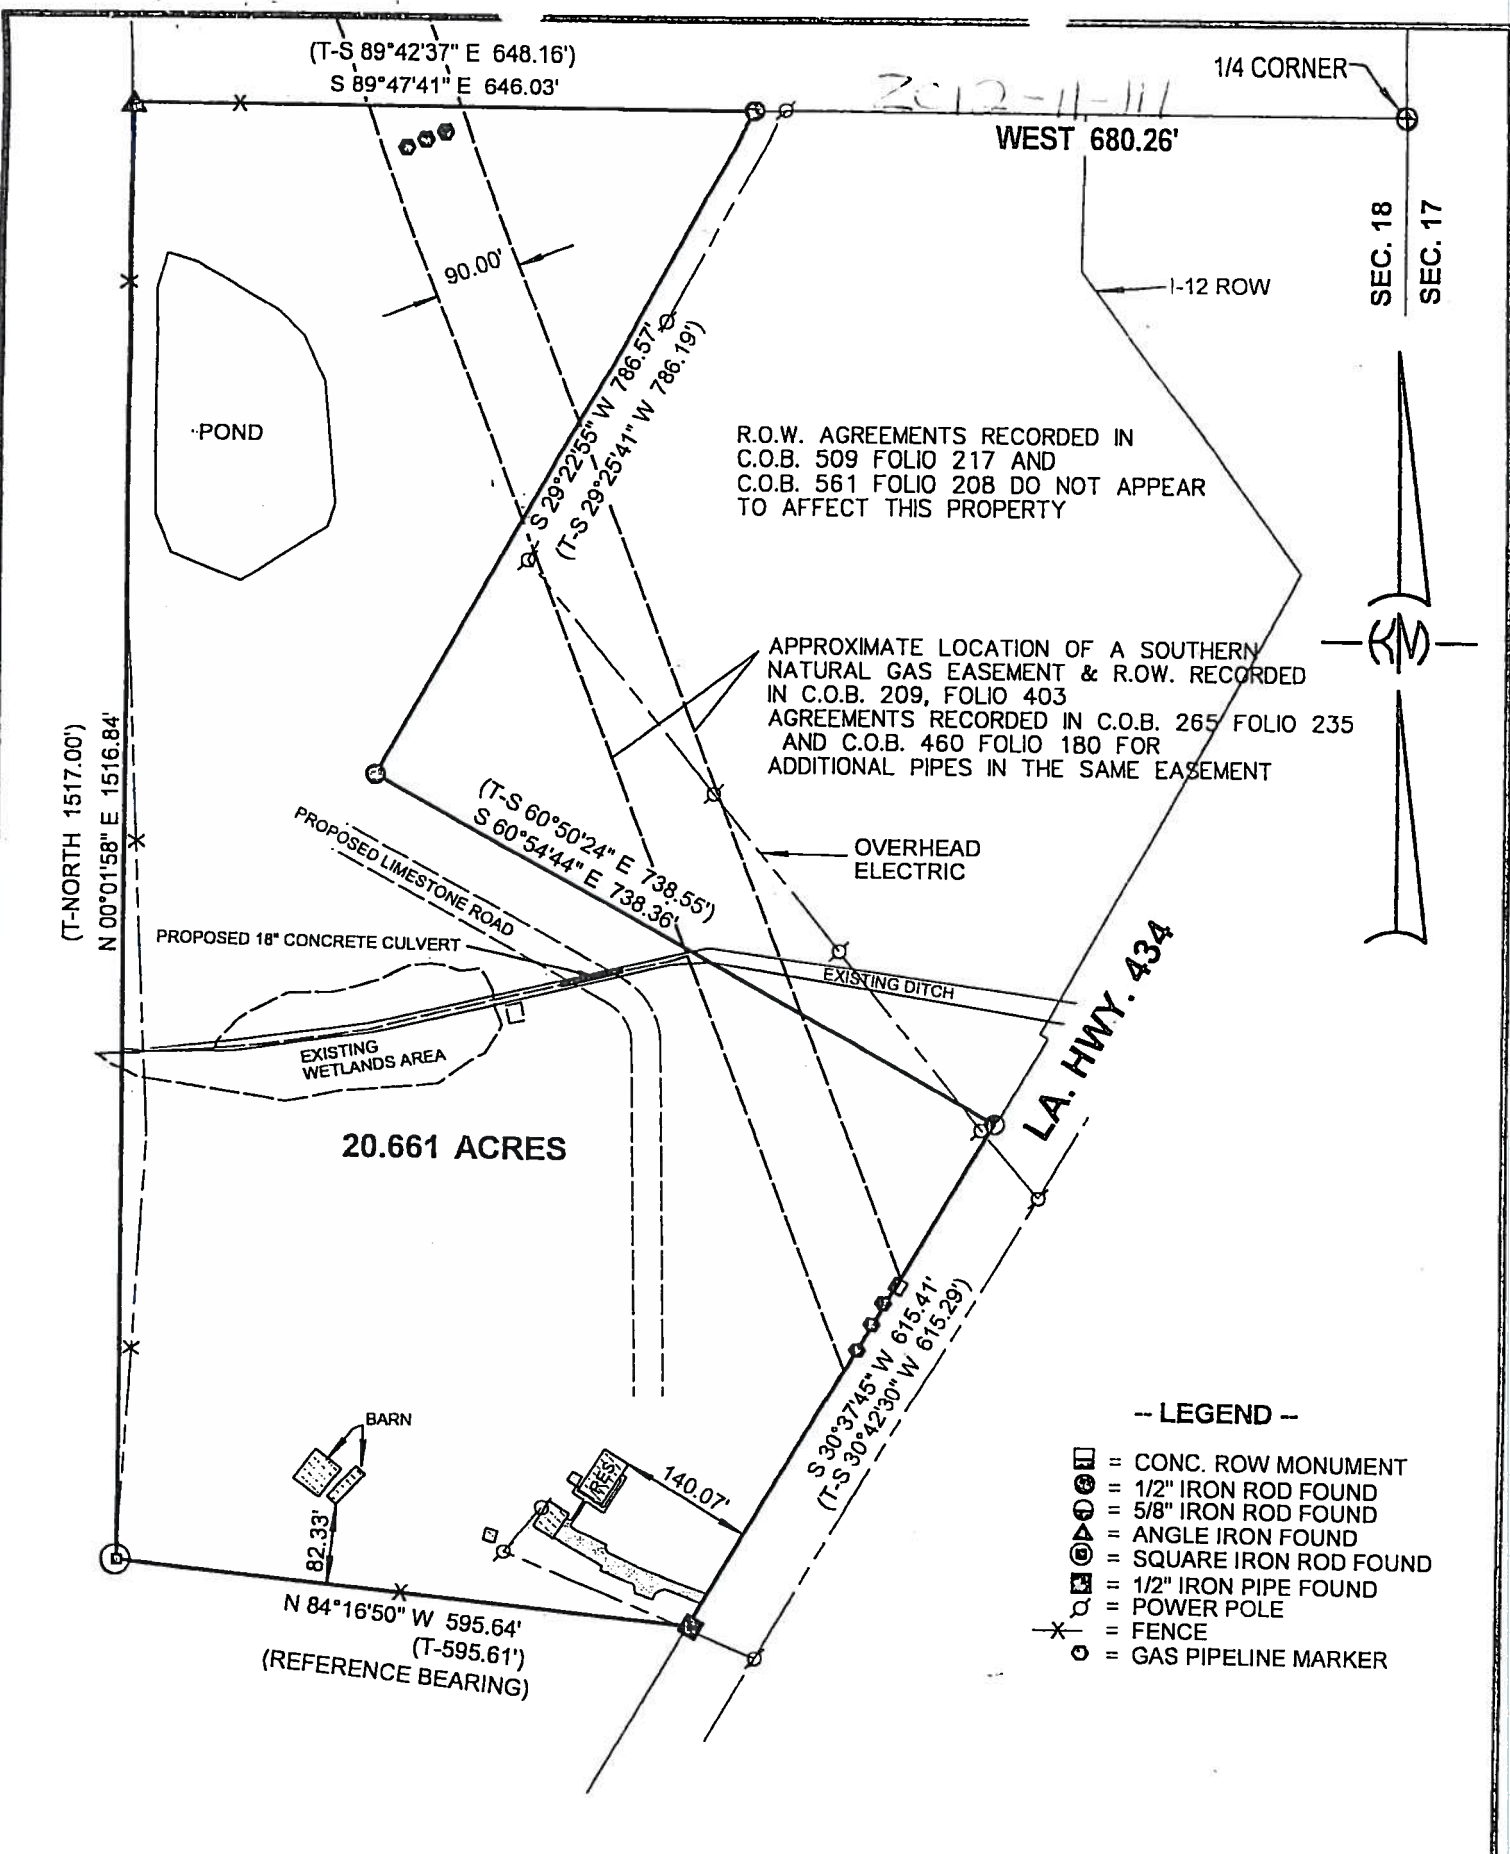 (T-S 89°42'37" E 648.16')
S 89°47'41" E 646.03'
ZC12-11-111
1/4 CORNER
WEST 680.26'
SEC. 18
SEC. 17
90.00'
I-12 ROW
S 29°22'55" W 786.57'
(T-S 29°25'41" W 786.19')
POND
R.O.W. AGREEMENTS RECORDED IN
C.O.B. 509 FOLIO 217 AND
C.O.B. 561 FOLIO 208 DO NOT APPEAR
TO AFFECT THIS PROPERTY
APPROXIMATE LOCATION OF A SOUTHERN
NATURAL GAS EASEMENT & R.OW. RECORDED
IN C.O.B. 209, FOLIO 403
AGREEMENTS RECORDED IN C.O.B. 265 FOLIO 235
AND C.O.B. 460 FOLIO 180 FOR
ADDITIONAL PIPES IN THE SAME EASEMENT
(T-NORTH 1517.00')
N 00°01'58" E 1516.84'
(T-S 60°50'24" E 738.55')
S 60°54'44" E 738.36'
PROPOSED LIMESTONE ROAD
OVERHEAD
ELECTRIC
PROPOSED 18" CONCRETE CULVERT
EXISTING DITCH
LA. HWY. 434
EXISTING
WETLANDS AREA
20.661 ACRES
S 30°37'45" W 615.41'
(T-S 30°42'30" W 615.29')
BARN
RES.
140.07'
82.33'
N 84°16'50" W 595.64'
(T-595.61')
(REFERENCE BEARING)
-- LEGEND --
= CONC. ROW MONUMENT
= 1/2" IRON ROD FOUND
= 5/8" IRON ROD FOUND
= ANGLE IRON FOUND
= SQUARE IRON ROD FOUND
= 1/2" IRON PIPE FOUND
= POWER POLE
= FENCE
= GAS PIPELINE MARKER